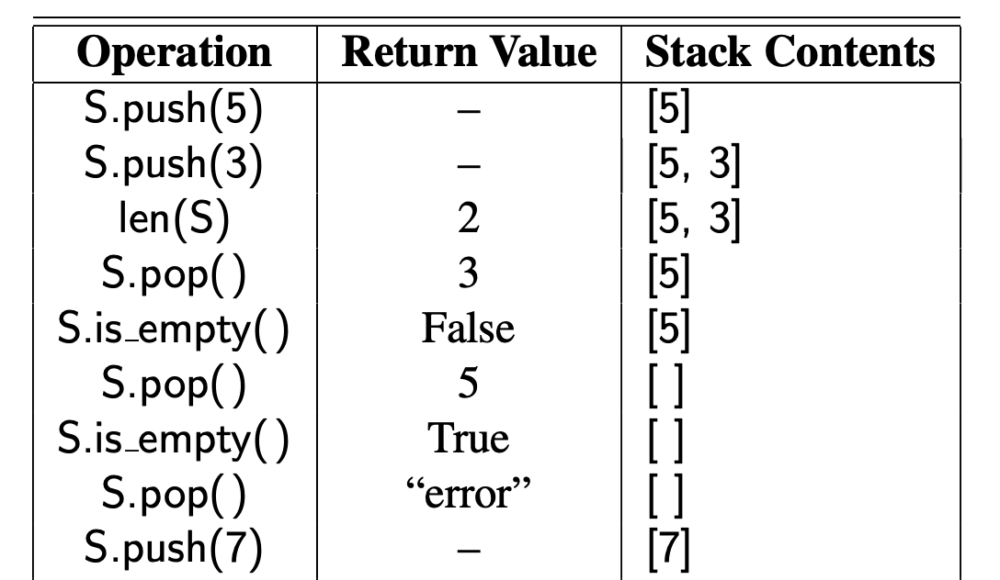 Operation Return Value Stack Contents
S.push(5) – [5]
S.push(3) – [5, 3]
len(S) 2 [5, 3]
S.pop( ) 3 [5]
S.is_empty( ) False [5]
S.pop( ) 5 [ ]
S.is_empty( ) True [ ]
S.pop( ) “error” [ ]
S.push(7) – [7]